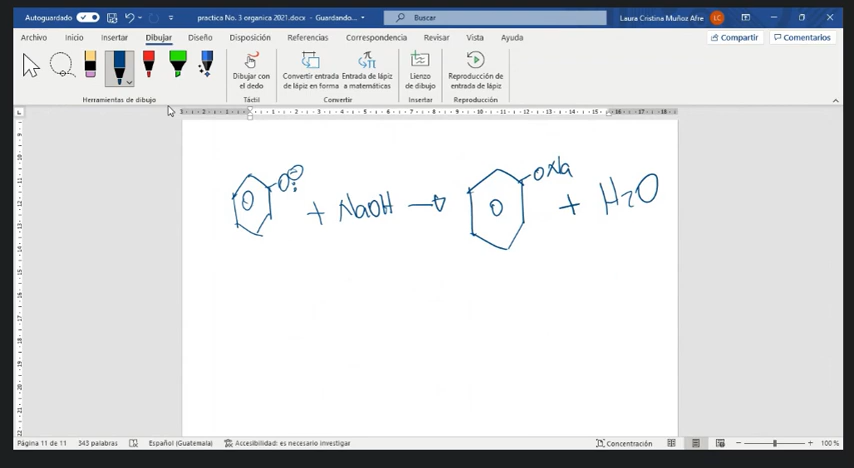 Autoguardado practica No. 3 organica 2021.docx - Guardando... Buscar Laura Cristina Muñoz Afre LC
Archivo Inicio Insertar Dibujar Diseño Disposición Referencias Correspondencia Revisar Vista Ayuda Compartir Comentarios
Dibujar con el dedo
Convertir entrada de lápiz en forma
Entrada de lápiz a matemáticas
Lienzo de dibujo
Reproducción de entrada de lápiz
Herramientas de dibujo Táctil Convertir Insertar Reproducción
O⊖ + NaOH → ONa + H2O
Página 11 de 11 343 palabras Español (Guatemala) Accesibilidad: es necesario investigar Concentración 100 %